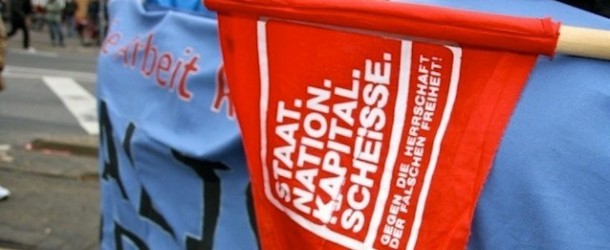 Arbeit
STAAT.
NATION.
KAPITAL.
SCHEISSE.
GEGEN DIE HERRSCHAFT
DER FALSCHEN FREIHEIT!